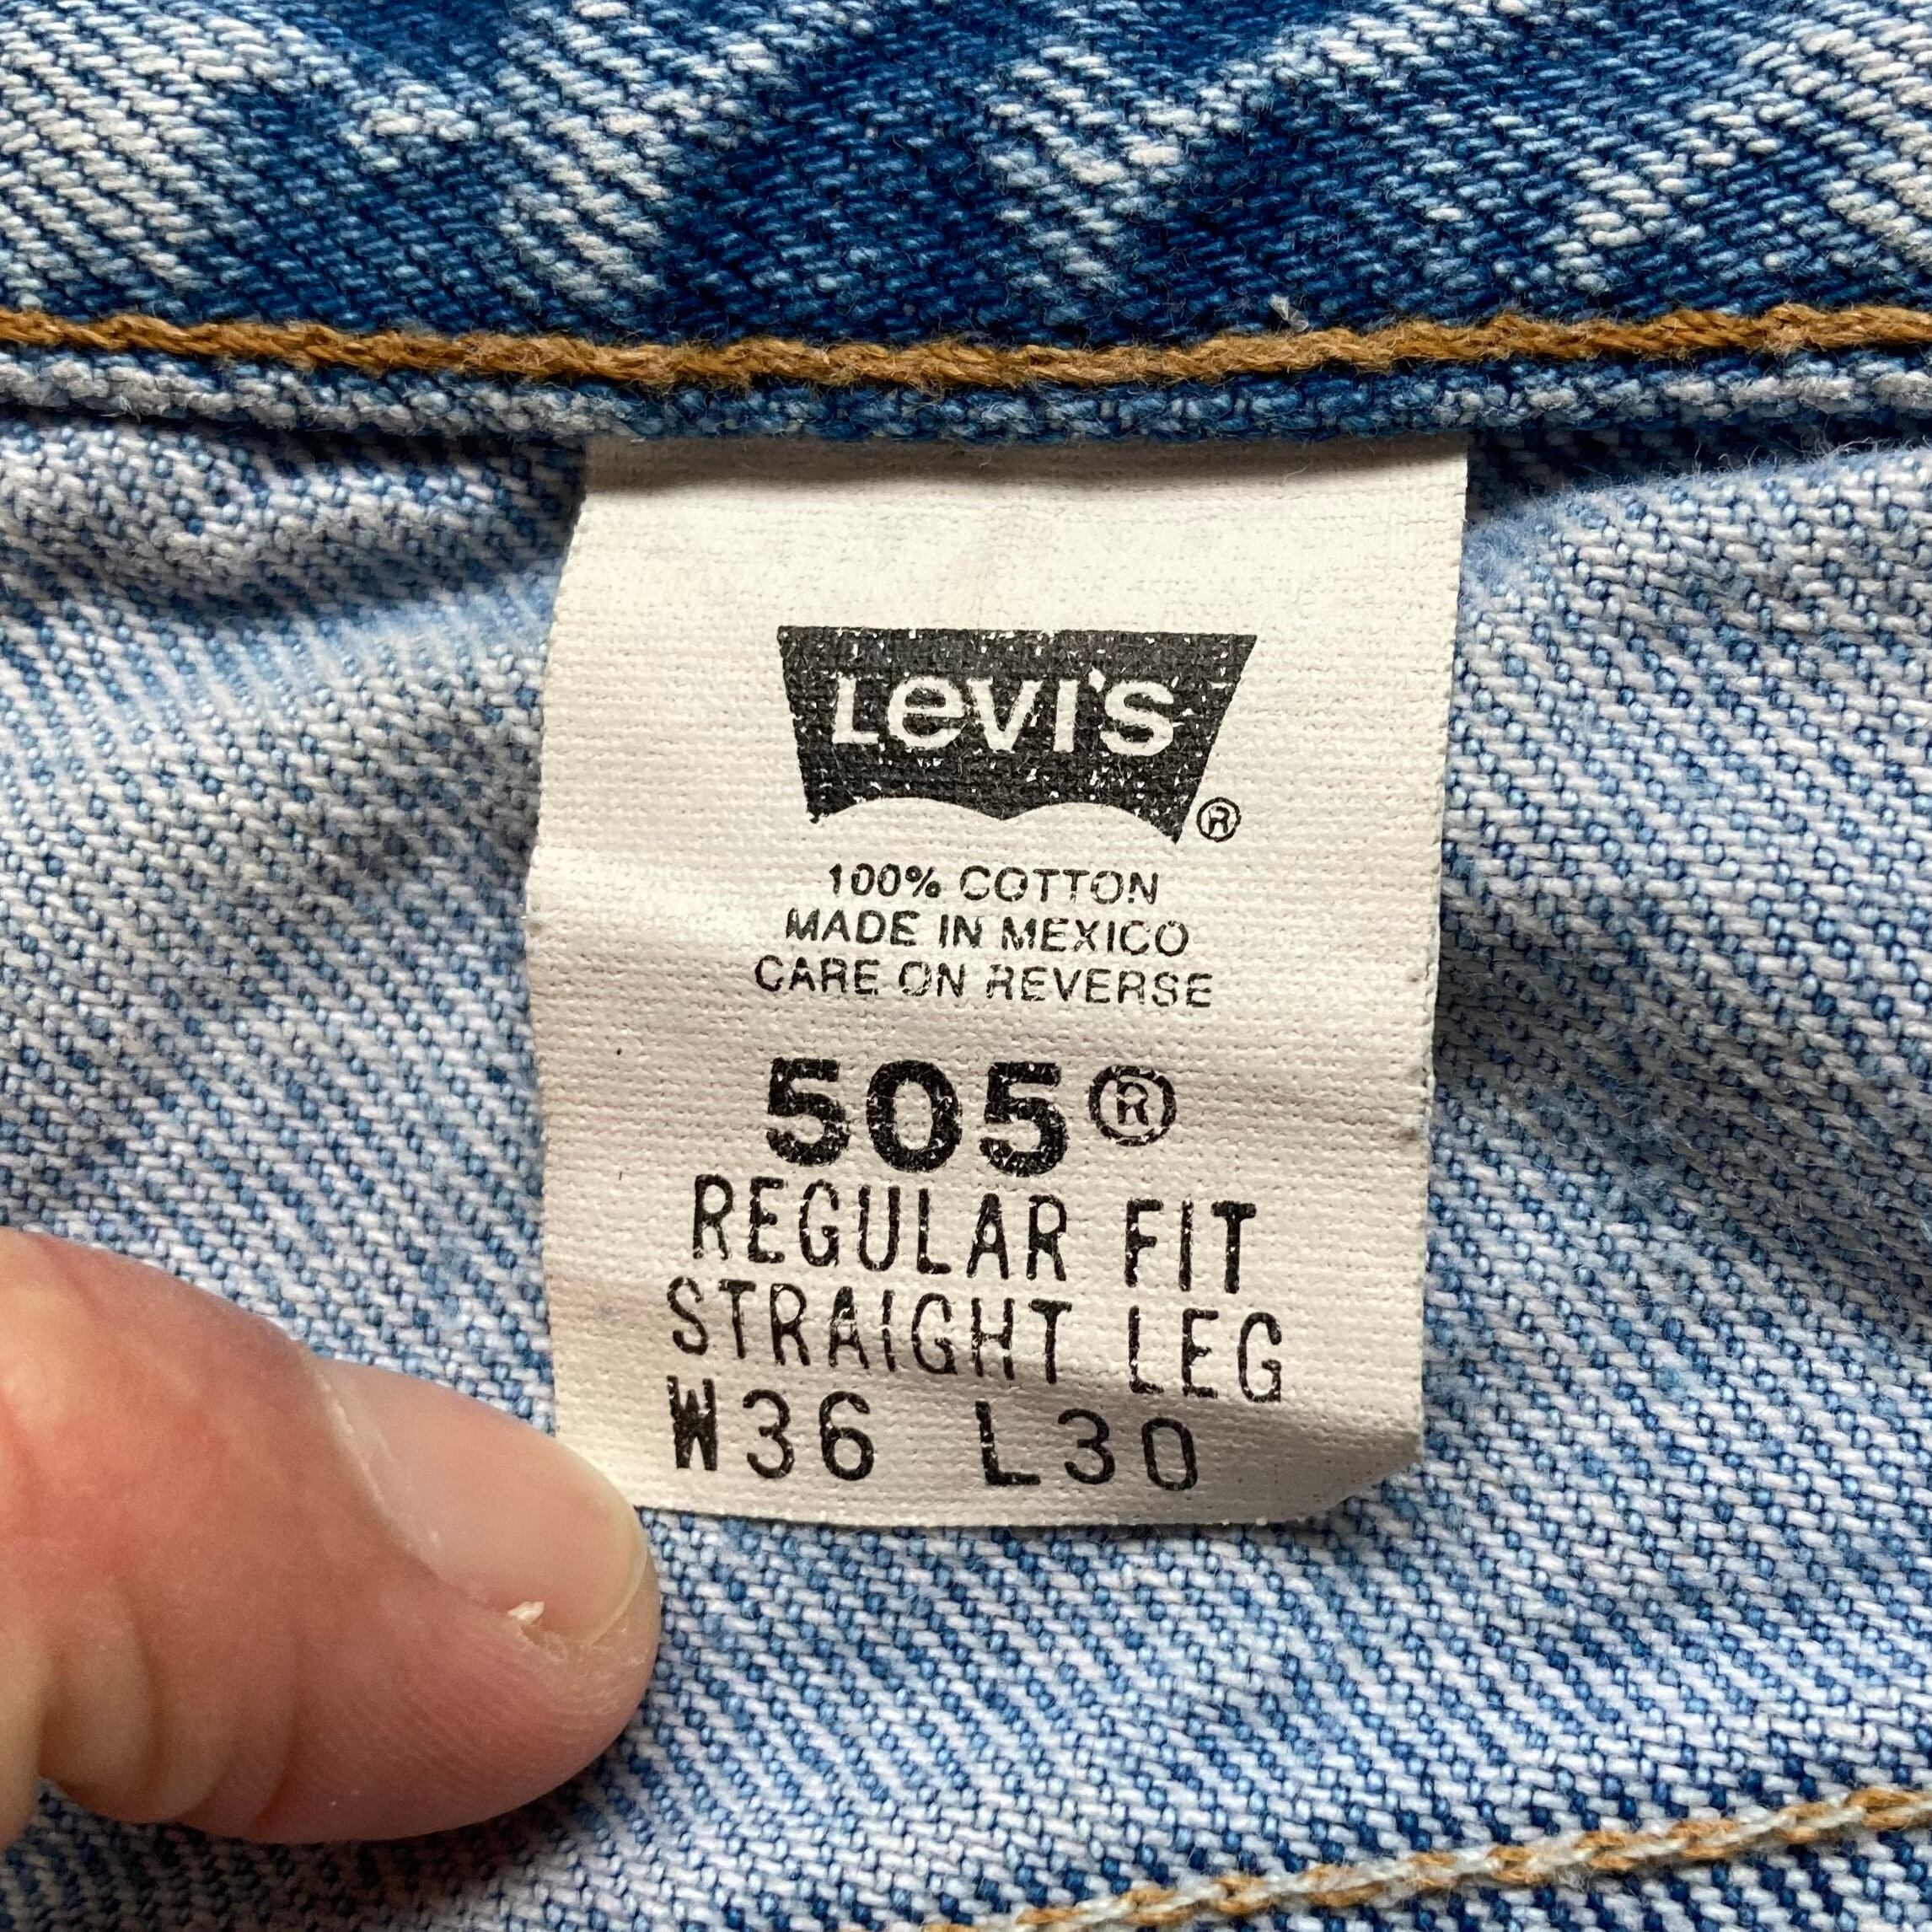 Levi's ®
100% COTTON
MADE IN MEXICO
CARE ON REVERSE
505®
REGULAR FIT
STRAIGHT LEG
W36 L30